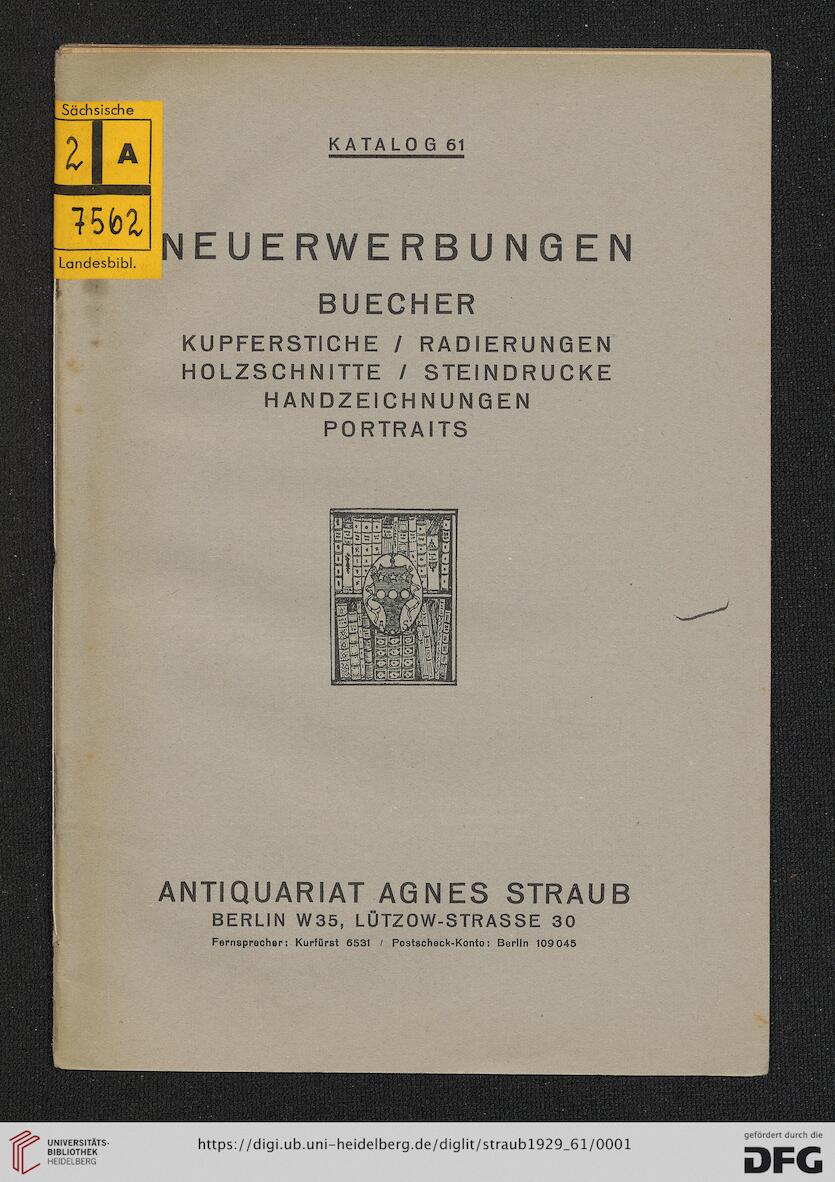 Sächsische
2 A
7562
Landesbibl.
KATALOG 61
NEUERWERBUNGEN
BUECHER
KUPFERSTICHE / RADIERUNGEN
HOLZSCHNITTE / STEINDRUCKE
HANDZEICHNUNGEN
PORTRAITS
ANTIQUARIAT AGNES STRAUB
BERLIN W35, LÜTZOW-STRASSE 30
Fernsprecher: Kurfürst 6531 / Postscheck-Konto: Berlin 109045
UNIVERSITÄTS-
BIBLIOTHEK
HEIDELBERG
https://digi.ub.uni-heidelberg.de/diglit/straub1929_61/0001
gefördert durch die
DFG